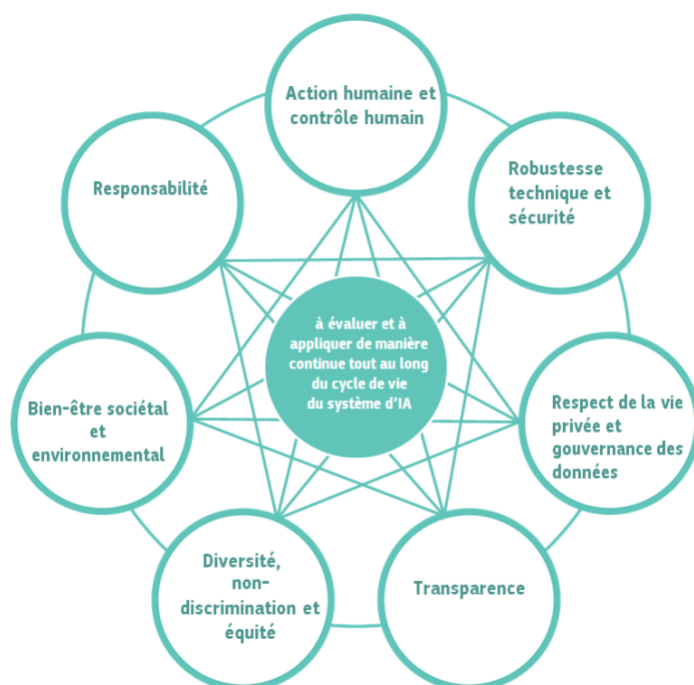 Action humaine et
contrôle humain
Robustesse
technique et
sécurité
Respect de la vie
privée et
gouvernance des
données
Transparence
Diversité,
non-
discrimination et
équité
Bien-être sociétal
et
environnemental
Responsabilité
à évaluer et à
appliquer de manière
continue tout au long
du cycle de vie
du système d'IA